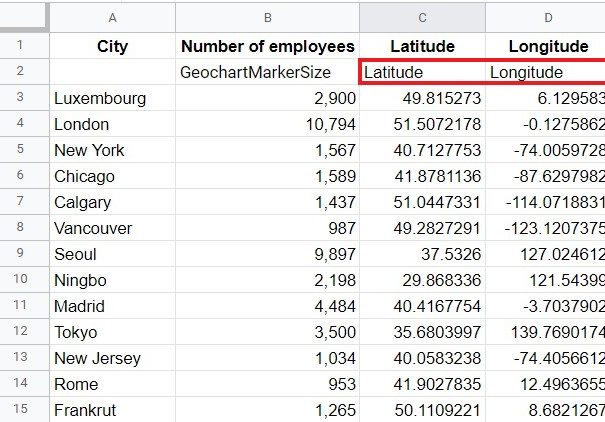 A B C D
1 City Number of employees Latitude Longitude
2 GeochartMarkerSize Latitude Longitude
3 Luxembourg 2,900 49.815273 6.129583
4 London 10,794 51.5072178 -0.1275862
5 New York 1,567 40.7127753 -74.0059728
6 Chicago 1,589 41.8781136 -87.6297982
7 Calgary 1,437 51.0447331 -114.0718831
8 Vancouver 987 49.2827291 -123.1207375
9 Seoul 9,897 37.5326 127.024612
10 Ningbo 2,198 29.868336 121.54399
11 Madrid 4,484 40.4167754 -3.7037902
12 Tokyo 3,500 35.6803997 139.7690174
13 New Jersey 1,034 40.0583238 -74.4056612
14 Rome 953 41.9027835 12.4963655
15 Frankrut 1,265 50.1109221 8.6821267